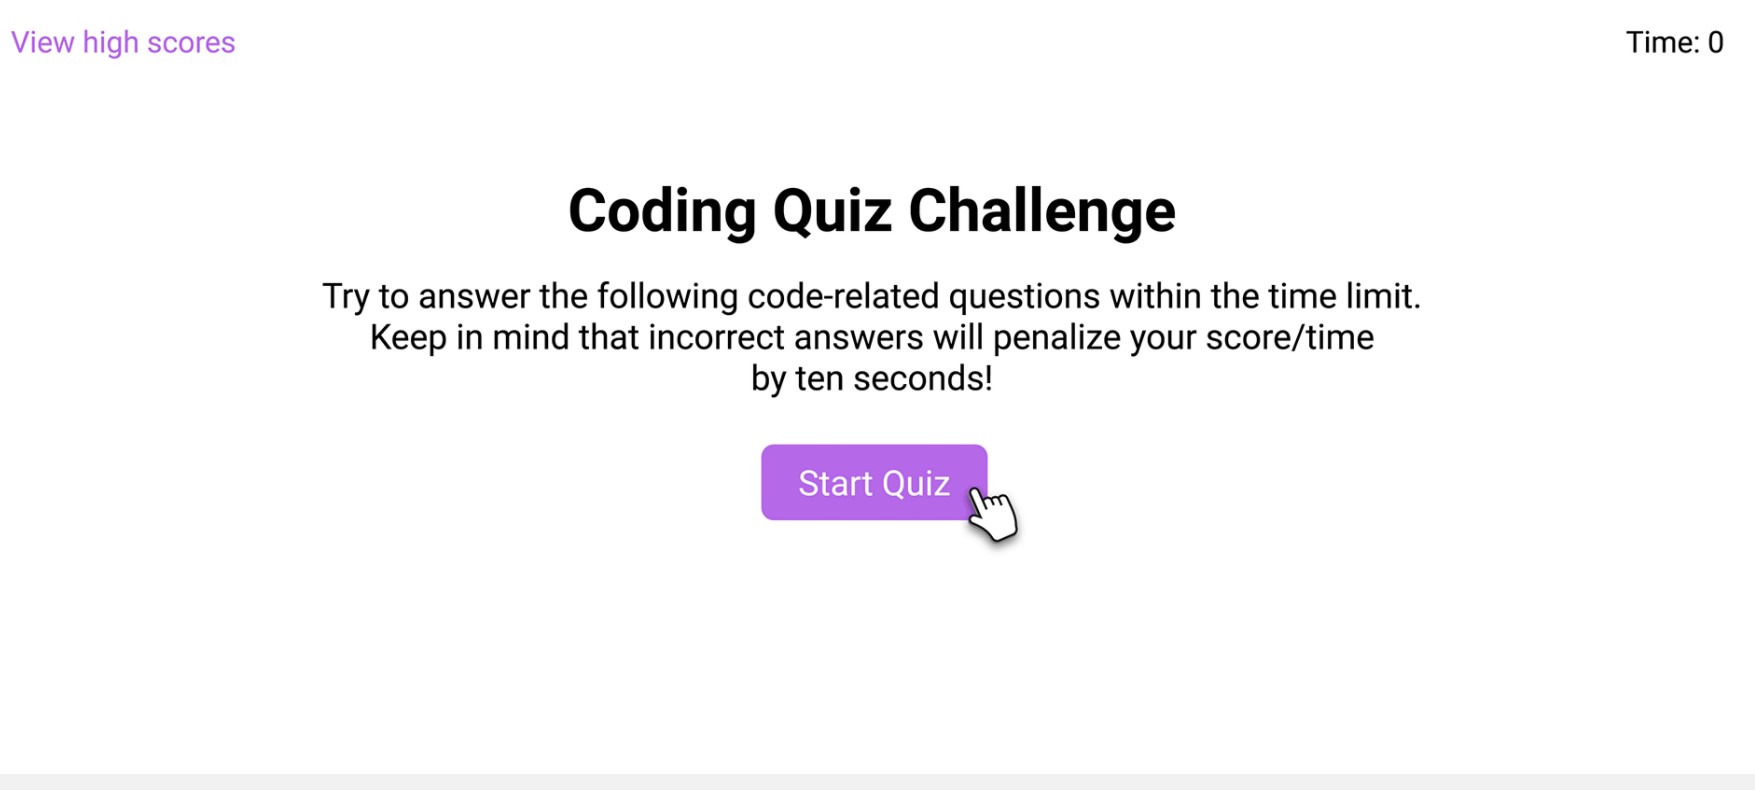 View high scores
Time: 0
Coding Quiz Challenge
Try to answer the following code-related questions within the time limit.
Keep in mind that incorrect answers will penalize your score/time
by ten seconds!
Start Quiz